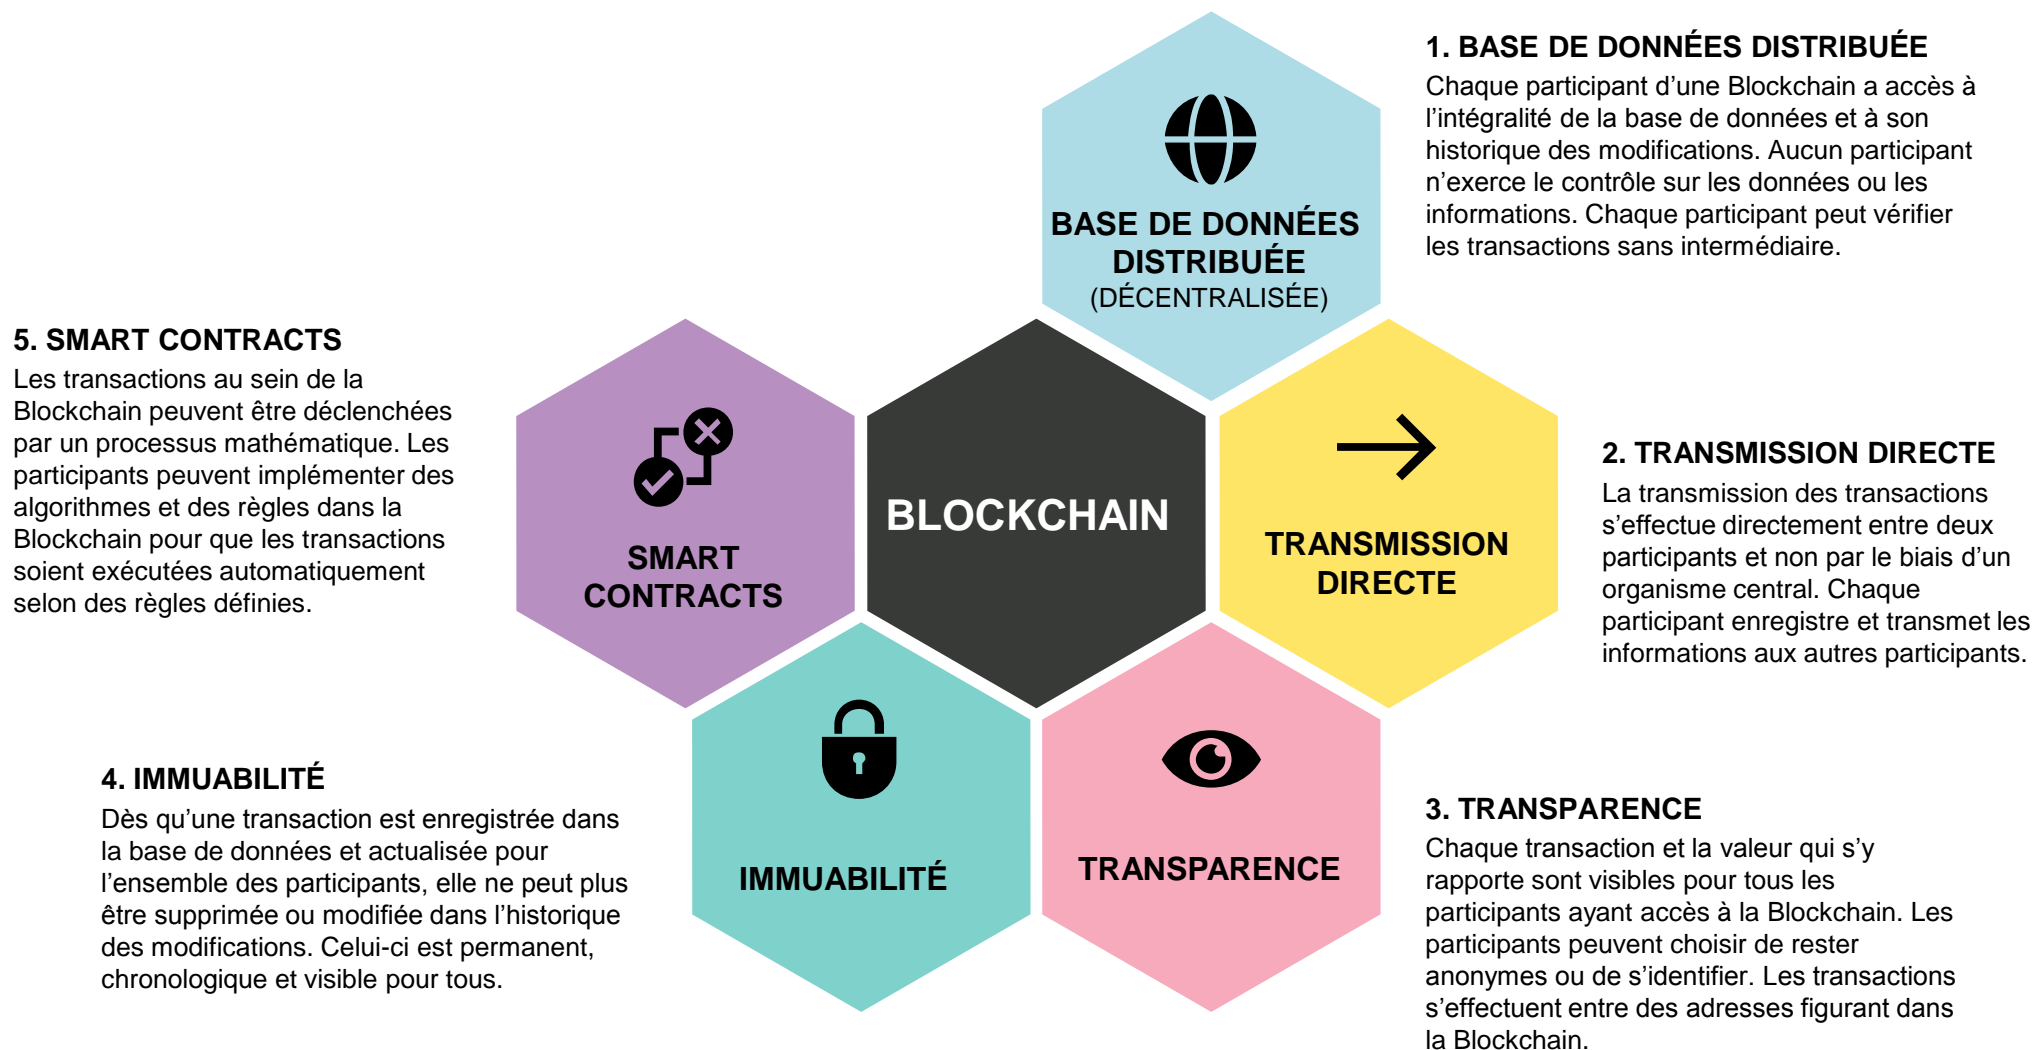 1. BASE DE DONNÉES DISTRIBUÉE
Chaque participant d’une Blockchain a accès à
l’intégralité de la base de données et à son
historique des modifications. Aucun participant
n’exerce le contrôle sur les données ou les
informations. Chaque participant peut vérifier
les transactions sans intermédiaire.
BASE DE DONNÉES
DISTRIBUÉE
(DÉCENTRALISÉE)
5. SMART CONTRACTS
Les transactions au sein de la
Blockchain peuvent être déclenchées
par un processus mathématique. Les
participants peuvent implémenter des
algorithmes et des règles dans la
Blockchain pour que les transactions
soient exécutées automatiquement
selon des règles définies.
SMART
CONTRACTS
BLOCKCHAIN
TRANSMISSION
DIRECTE
2. TRANSMISSION DIRECTE
La transmission des transactions
s’effectue directement entre deux
participants et non par le biais d’un
organisme central. Chaque
participant enregistre et transmet les
informations aux autres participants.
4. IMMUABILITÉ
Dès qu’une transaction est enregistrée dans
la base de données et actualisée pour
l’ensemble des participants, elle ne peut plus
être supprimée ou modifiée dans l’historique
des modifications. Celui-ci est permanent,
chronologique et visible pour tous.
IMMUABILITÉ
TRANSPARENCE
3. TRANSPARENCE
Chaque transaction et la valeur qui s’y
rapporte sont visibles pour tous les
participants ayant accès à la Blockchain. Les
participants peuvent choisir de rester
anonymes ou de s’identifier. Les transactions
s’effectuent entre des adresses figurant dans
la Blockchain.